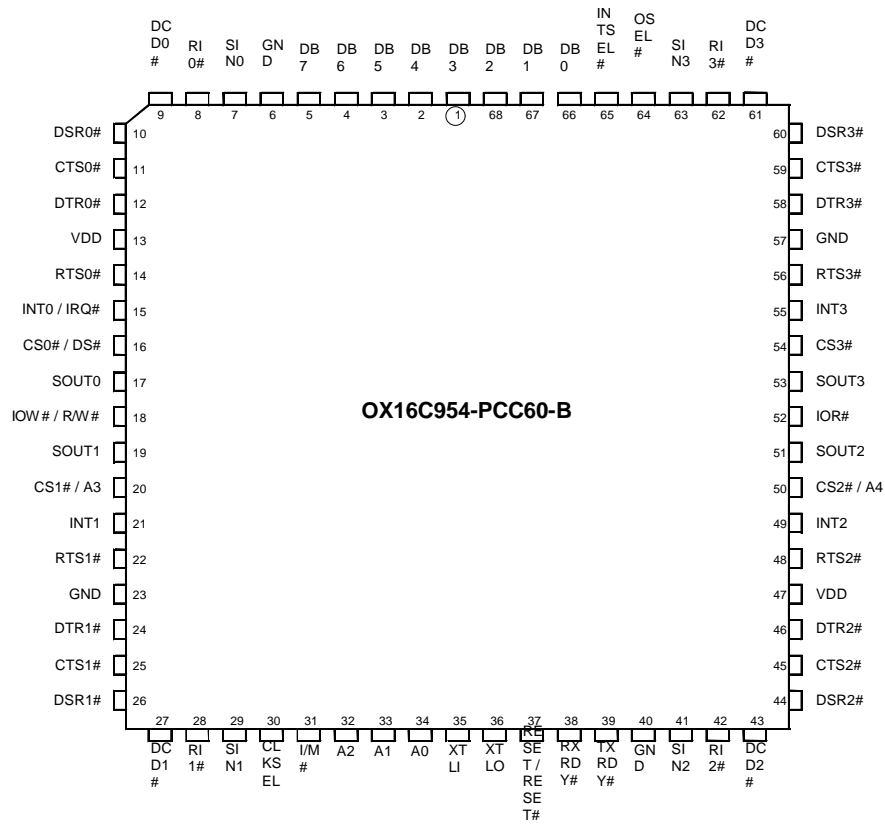 DC
D0
#
RI
0#
SI
N0
GN
D
DB
7
DB
6
DB
5
DB
4
DB
3
DB
2
DB
1
DB
0
IN
TS
EL
#
OS
EL
#
SI
N3
RI
3#
DC
D3
#
9 8 7 6 5 4 3 2 1 68 67 66 65 64 63 62 61
DSR0# 10
CTS0# 11
DTR0# 12
VDD 13
RTS0# 14
INT0 / IRQ# 15
CS0# / DS# 16
SOUT0 17
IOW# / R/W# 18
SOUT1 19
CS1# / A3 20
INT1 21
RTS1# 22
GND 23
DTR1# 24
CTS1# 25
DSR1# 26
OX16C954-PCC60-B
60 DSR3#
59 CTS3#
58 DTR3#
57 GND
56 RTS3#
55 INT3
54 CS3#
53 SOUT3
52 IOR#
51 SOUT2
50 CS2# / A4
49 INT2
48 RTS2#
47 VDD
46 DTR2#
45 CTS2#
44 DSR2#
27 28 29 30 31 32 33 34 35 36 37 38 39 40 41 42 43
DC
D1
#
RI
1#
SI
N1
CL
KS
EL
I/M
#
A2
A1
A0
XT
LI
XT
LO
RE
SE
T /
RE
SE
T#
RX
RD
Y#
TX
RD
Y#
GN
D
SI
N2
RI
2#
DC
D2
#